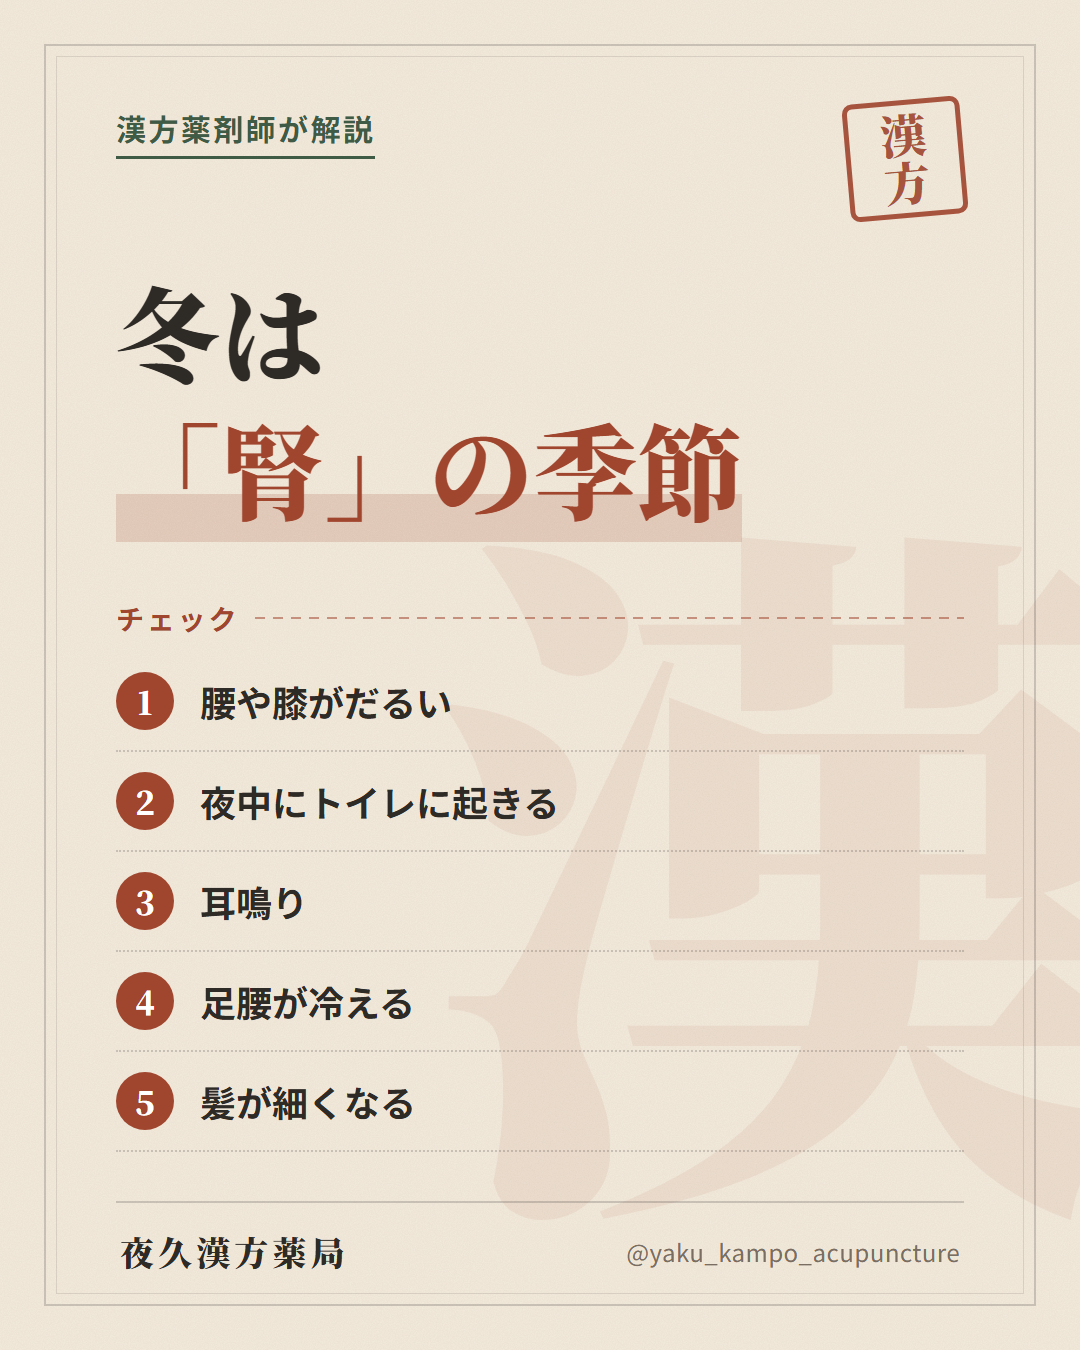 漢方薬剤師が解説
漢方
冬は
「腎」の季節
チェック
1 腰や膝がだるい
2 夜中にトイレに起きる
3 耳鳴り
4 足腰が冷える
5 髪が細くなる
夜久漢方薬局
@yaku_kampo_acupuncture
漢